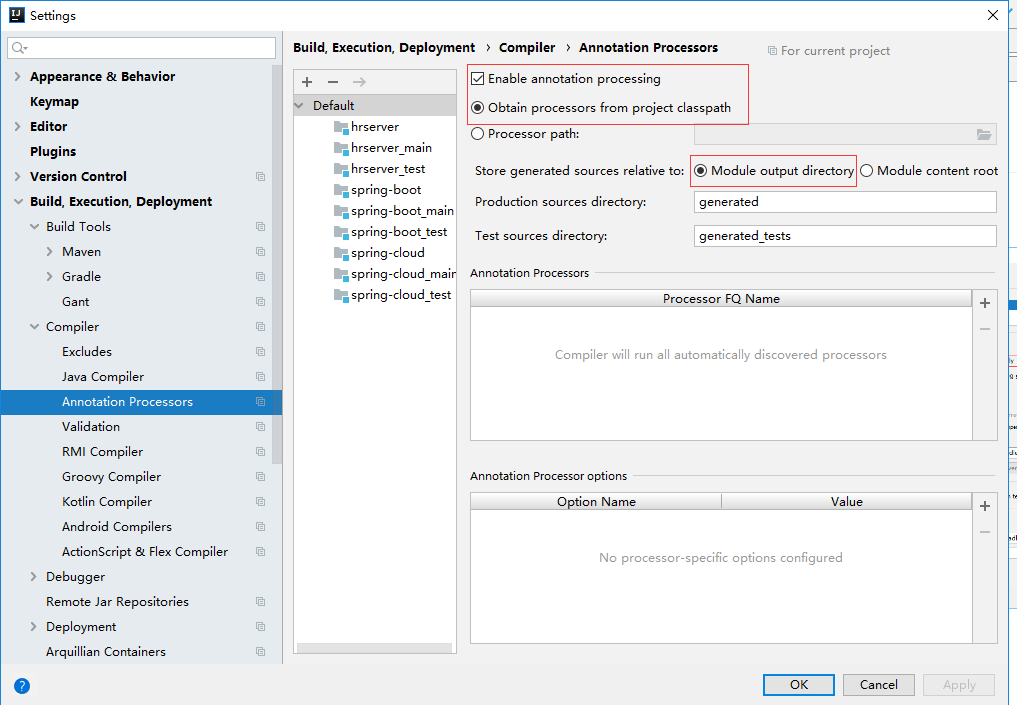 Settings
Appearance & Behavior
Keymap
Editor
Plugins
Version Control
Build, Execution, Deployment
Build Tools
Maven
Gradle
Gant
Compiler
Excludes
Java Compiler
Annotation Processors
Validation
RMI Compiler
Groovy Compiler
Kotlin Compiler
Android Compilers
ActionScript & Flex Compiler
Debugger
Remote Jar Repositories
Deployment
Arquillian Containers
Build, Execution, Deployment › Compiler › Annotation Processors
For current project
Default
hrserver
hrserver_main
hrserver_test
spring-boot
spring-boot_main
spring-boot_test
spring-cloud
spring-cloud_main
spring-cloud_test
Enable annotation processing
Obtain processors from project classpath
Processor path:
Store generated sources relative to: Module output directory Module content root
Production sources directory: generated
Test sources directory: generated_tests
Annotation Processors
Processor FQ Name
Compiler will run all automatically discovered processors
Annotation Processor options
Option Name Value
No processor-specific options configured
? OK Cancel Apply